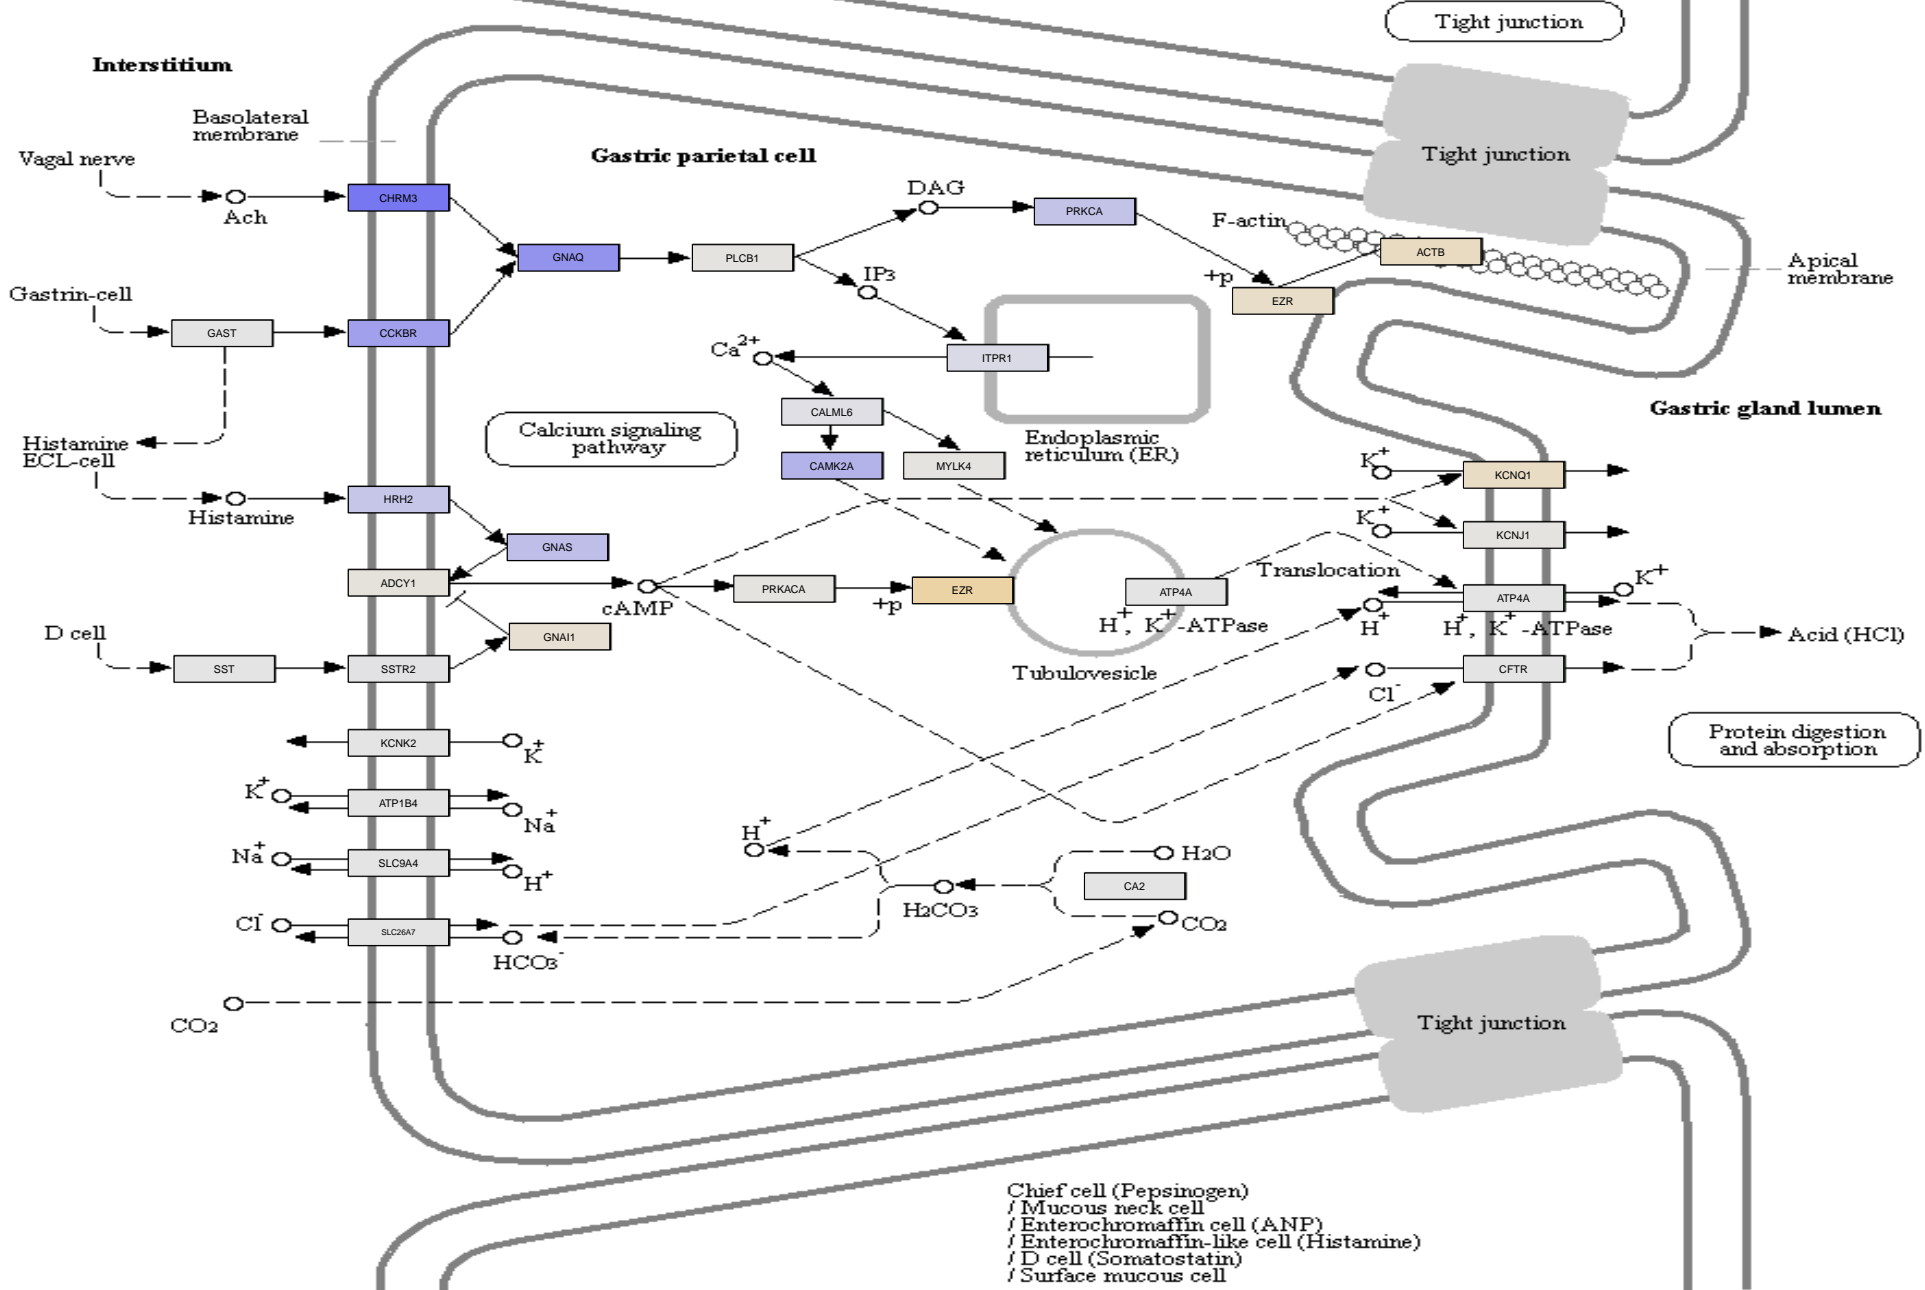 Tight junction
Interstitium
Basolateral
membrane
Vagal nerve
Gastric parietal cell
Tight junction
CHRM3
Ach
DAG
PRKCA
F-actin
GNAQ
PLCB1
ACTB
Apical
membrane
IP3
+p
EZR
Gastrin-cell
GAST
CCKBR
Ca2+
ITPR1
CALML6
Gastric gland lumen
Calcium signaling
pathway
Endoplasmic
reticulum (ER)
Histamine
ECL-cell
CAMK2A
MYLK4
K+
KCNQ1
HRH2
Histamine
K+
KCNJ1
GNAS
Translocation
ADCY1
cAMP
PRKACA
+p
EZR
ATP4A
H+, K+-ATPase
K+
ATP4A
H+
H+, K+-ATPase
D cell
GNAI1
Acid (HCl)
SST
SSTR2
Tubulovesicle
CFTR
Cl-
KCNK2
K+
Protein digestion
and absorption
K+
ATP1B4
Na+
Na+
SLC9A4
H+
H+
H2O
CA2
H2CO3
Cl-
SLC26A7
HCO3-
CO2
CO2
Tight junction
Chief cell (Pepsinogen)
/ Mucous neck cell
/ Enterochromaffin cell (ANP)
/ Enterochromaffin-like cell (Histamine)
/ D cell (Somatostatin)
/ Surface mucous cell